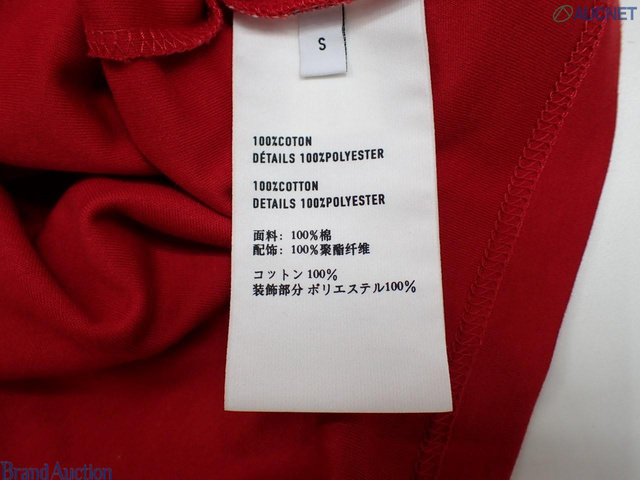 AUCNET
S
100%COTON
DÉTAILS 100%POLYESTER
100%COTTON
DETAILS 100%POLYESTER
面料: 100%棉
配饰: 100%聚酯纤维
コットン100%
装飾部分 ポリエステル100%
Brand Auction